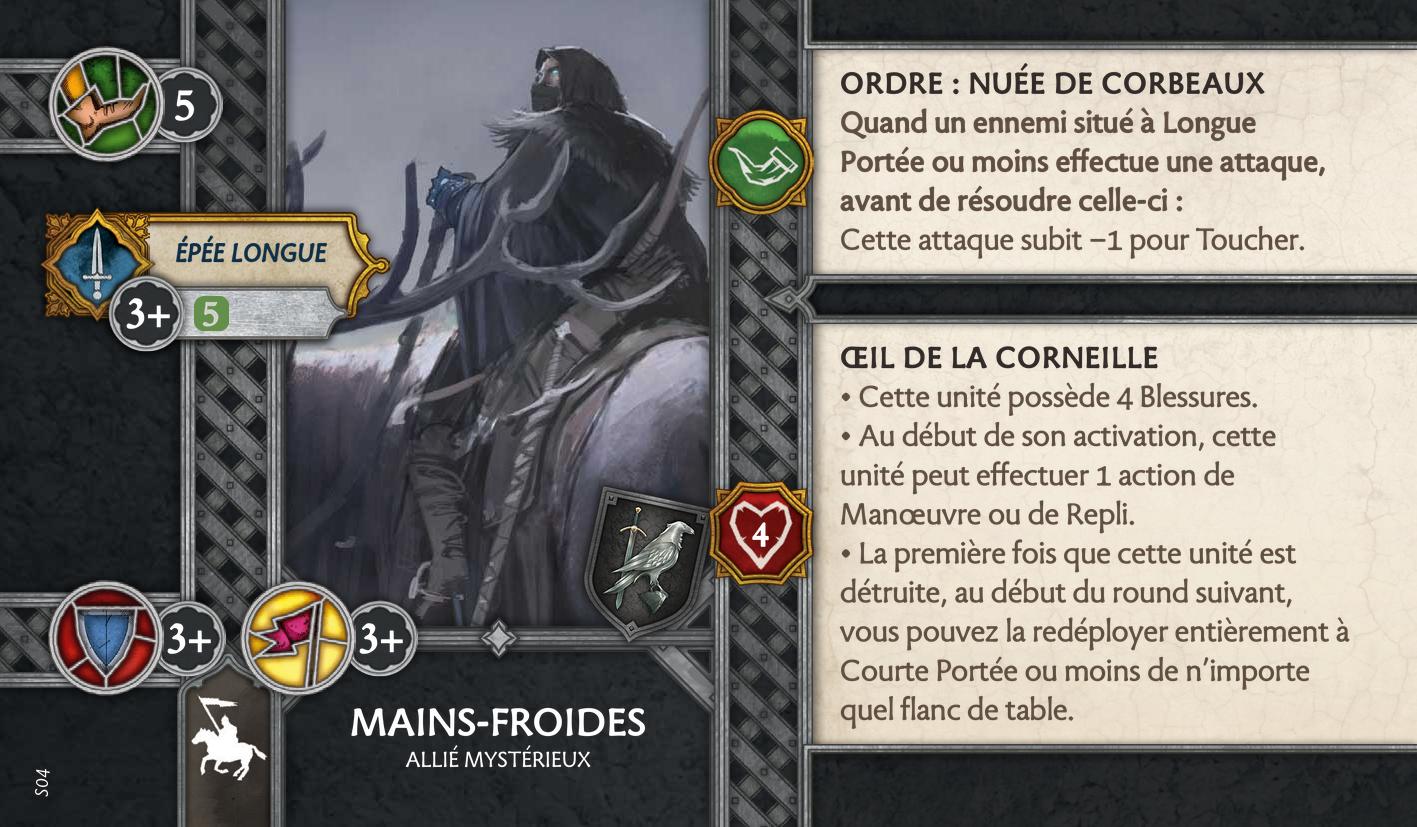 5
ÉPÉE LONGUE
3+ 5
3+ 3+
MAINS-FROIDES
ALLIÉ MYSTÉRIEUX
S04
ORDRE : NUÉE DE CORBEAUX
Quand un ennemi situé à Longue
Portée ou moins effectue une attaque,
avant de résoudre celle-ci :
Cette attaque subit –1 pour Toucher.
4
ŒIL DE LA CORNEILLE
• Cette unité possède 4 Blessures.
• Au début de son activation, cette
unité peut effectuer 1 action de
Manœuvre ou de Repli.
• La première fois que cette unité est
détruite, au début du round suivant,
vous pouvez la redéployer entièrement à
Courte Portée ou moins de n’importe
quel flanc de table.